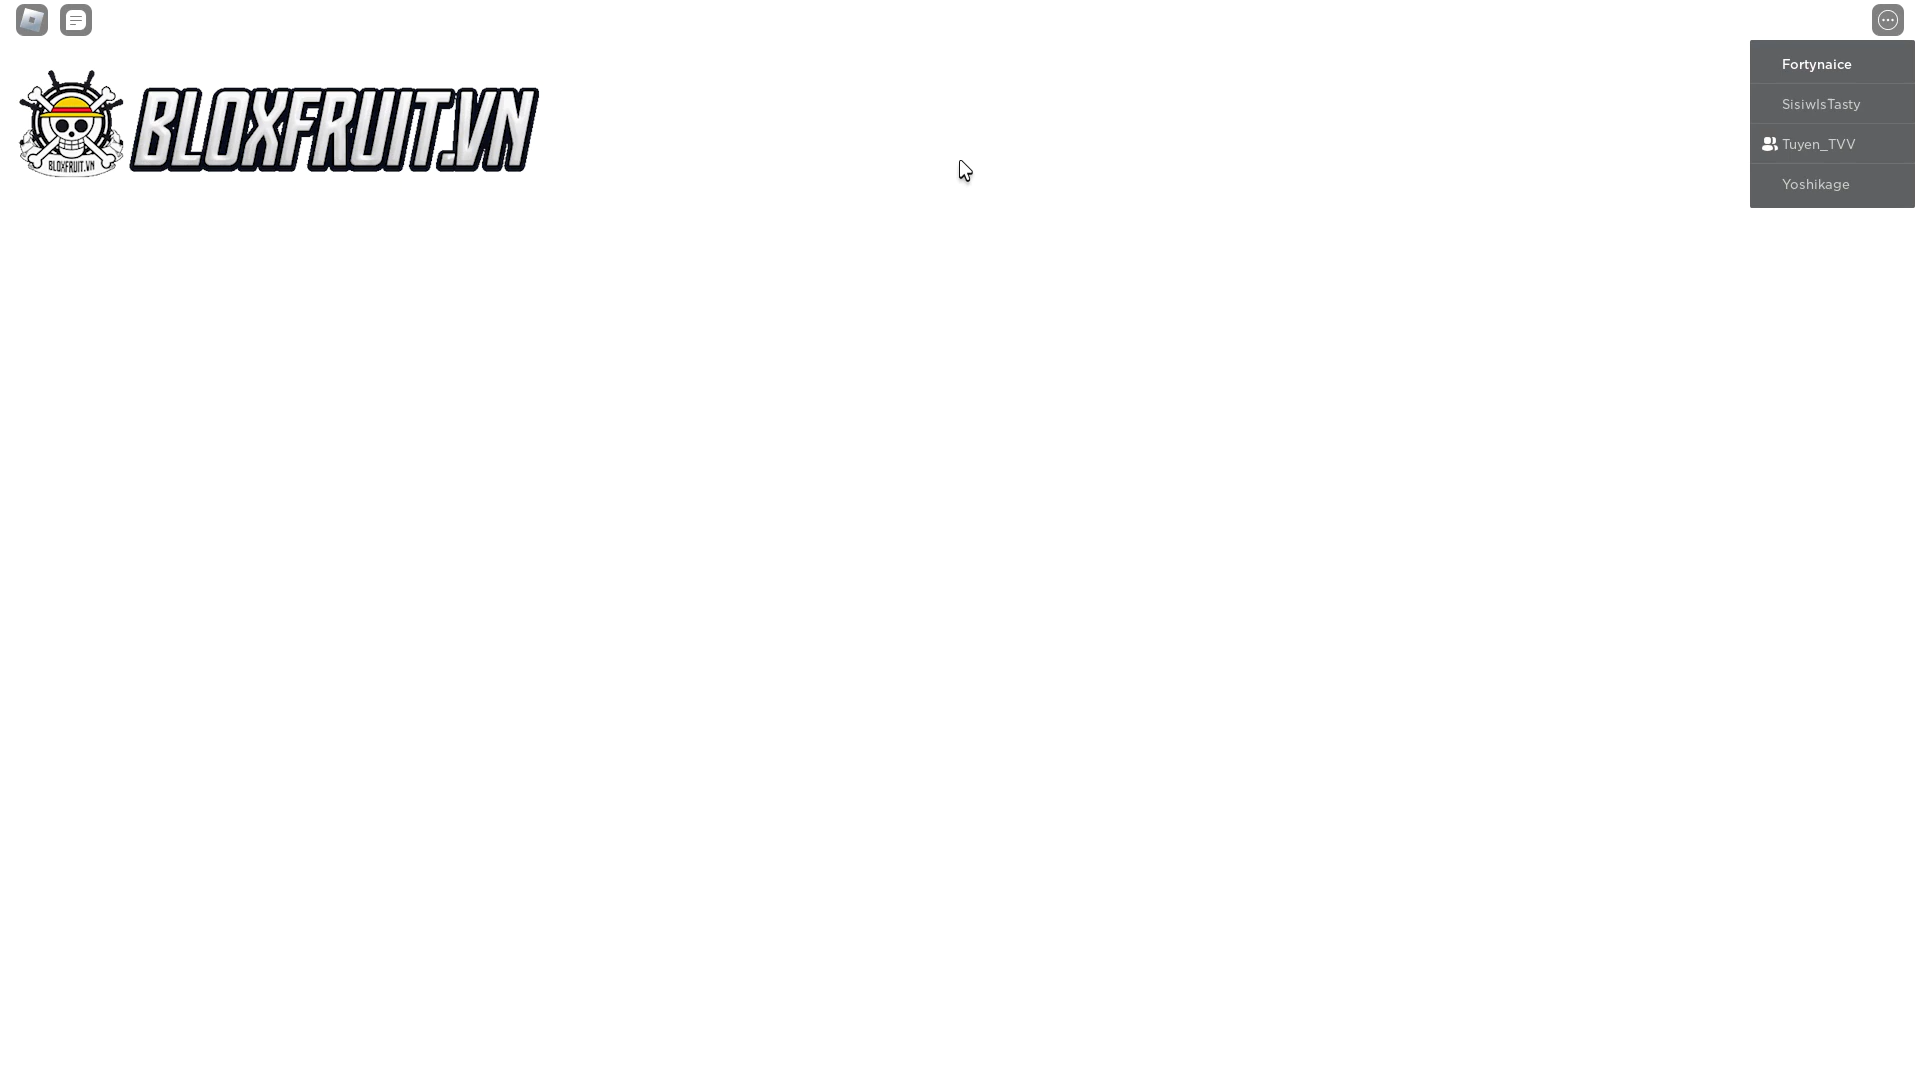 BLOXFRUIT.VN
BLOXFRUIT.VN
Fortynaice
SisiwIsTasty
Tuyen_TVV
Yoshikage